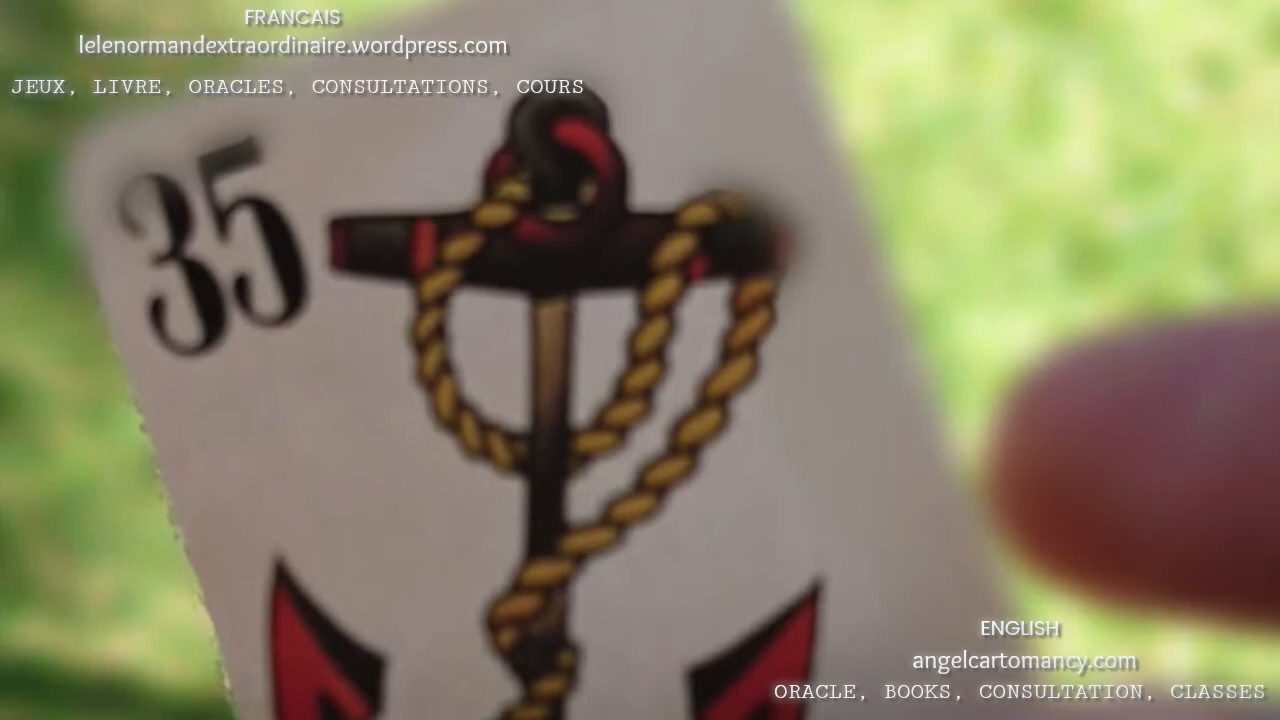 FRANCAIS
lelenormandextraordinaire.wordpress.com
JEUX, LIVRE, ORACLES, CONSULTATIONS, COURS
35
ENGLISH
angelcartomancy.com
ORACLE, BOOKS, CONSULTATION, CLASSES